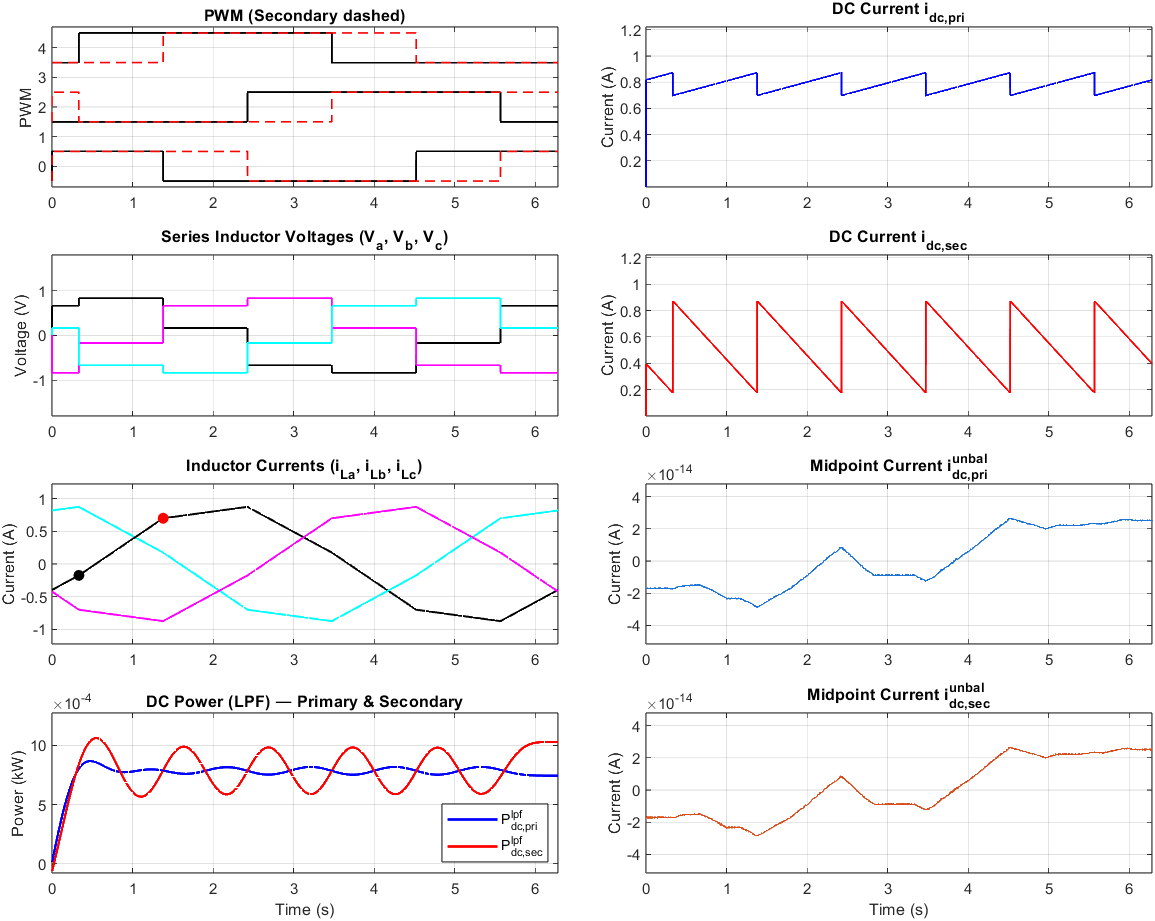 PWM (Secondary dashed)
PWM
4
3
2
1
0
0 1 2 3 4 5 6
DC Current i_dc,pri
Current (A)
1.2
1
0.8
0.6
0.4
0.2
0 1 2 3 4 5 6
Series Inductor Voltages (V_a, V_b, V_c)
Voltage (V)
1
0
-1
0 1 2 3 4 5 6
DC Current i_dc,sec
Current (A)
1.2
1
0.8
0.6
0.4
0.2
0 1 2 3 4 5 6
Inductor Currents (i_La, i_Lb, i_Lc)
Current (A)
1
0.5
0
-0.5
-1
0 1 2 3 4 5 6
Midpoint Current i_dc,pri^unbal
×10^-14
Current (A)
4
2
0
-2
-4
0 1 2 3 4 5 6
DC Power (LPF) — Primary & Secondary
×10^-4
Power (kW)
10
5
0
P_dc,pri^lpf
P_dc,sec^lpf
0 1 2 3 4 5 6
Time (s)
Midpoint Current i_dc,sec^unbal
×10^-14
Current (A)
4
2
0
-2
-4
0 1 2 3 4 5 6
Time (s)